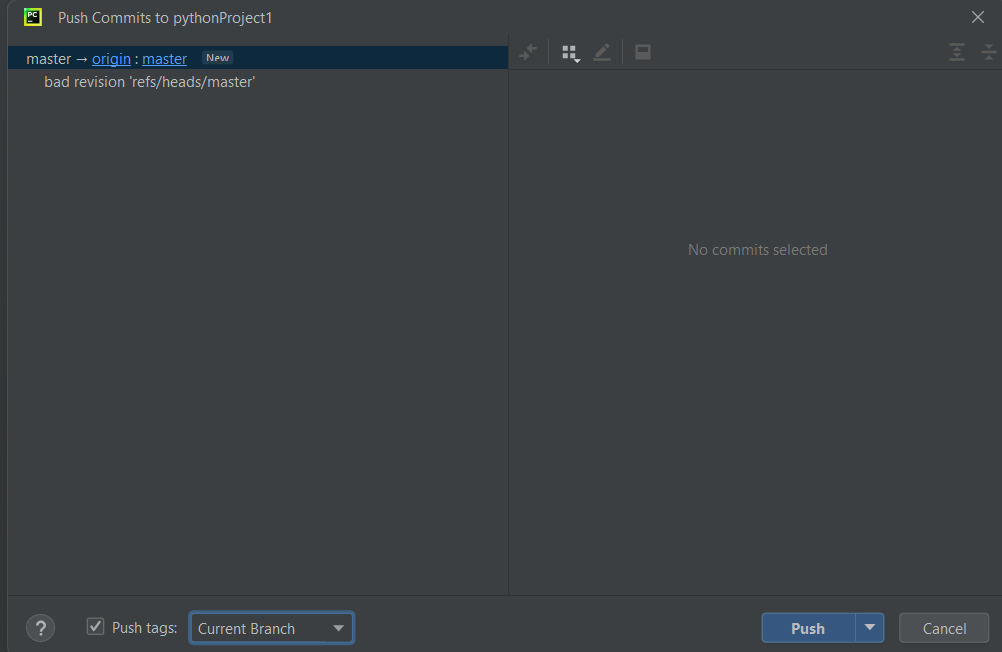 PC
Push Commits to pythonProject1
master → origin : master New
bad revision 'refs/heads/master'
No commits selected
?
Push tags: Current Branch
Push
Cancel